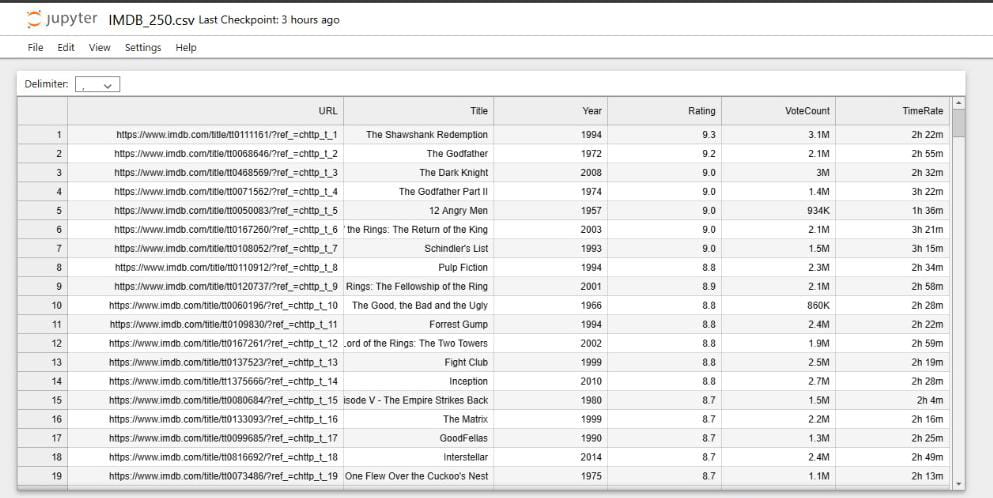 jupyter IMDB_250.csv Last Checkpoint: 3 hours ago
File Edit View Settings Help
Delimiter: ,
URL Title Year Rating VoteCount TimeRate
1 https://www.imdb.com/title/tt0111161/?ref_=chttp_t_1 The Shawshank Redemption 1994 9.3 3.1M 2h 22m
2 https://www.imdb.com/title/tt0068646/?ref_=chttp_t_2 The Godfather 1972 9.2 2.1M 2h 55m
3 https://www.imdb.com/title/tt0468569/?ref_=chttp_t_3 The Dark Knight 2008 9.0 3M 2h 32m
4 https://www.imdb.com/title/tt0071562/?ref_=chttp_t_4 The Godfather Part II 1974 9.0 1.4M 3h 22m
5 https://www.imdb.com/title/tt0050083/?ref_=chttp_t_5 12 Angry Men 1957 9.0 934K 1h 36m
6 https://www.imdb.com/title/tt0167260/?ref_=chttp_t_6 the Rings: The Return of the King 2003 9.0 2.1M 3h 21m
7 https://www.imdb.com/title/tt0108052/?ref_=chttp_t_7 Schindler's List 1993 9.0 1.5M 3h 15m
8 https://www.imdb.com/title/tt0110912/?ref_=chttp_t_8 Pulp Fiction 1994 8.8 2.3M 2h 34m
9 https://www.imdb.com/title/tt0120737/?ref_=chttp_t_9 Rings: The Fellowship of the Ring 2001 8.9 2.1M 2h 58m
10 https://www.imdb.com/title/tt0060196/?ref_=chttp_t_10 The Good, the Bad and the Ugly 1966 8.8 860K 2h 28m
11 https://www.imdb.com/title/tt0109830/?ref_=chttp_t_11 Forrest Gump 1994 8.8 2.4M 2h 22m
12 https://www.imdb.com/title/tt0167261/?ref_=chttp_t_12 Lord of the Rings: The Two Towers 2002 8.8 1.9M 2h 59m
13 https://www.imdb.com/title/tt0137523/?ref_=chttp_t_13 Fight Club 1999 8.8 2.5M 2h 19m
14 https://www.imdb.com/title/tt1375666/?ref_=chttp_t_14 Inception 2010 8.8 2.7M 2h 28m
15 https://www.imdb.com/title/tt0080684/?ref_=chttp_t_15 isode V - The Empire Strikes Back 1980 8.7 1.5M 2h 4m
16 https://www.imdb.com/title/tt0133093/?ref_=chttp_t_16 The Matrix 1999 8.7 2.2M 2h 16m
17 https://www.imdb.com/title/tt0099685/?ref_=chttp_t_17 GoodFellas 1990 8.7 1.3M 2h 25m
18 https://www.imdb.com/title/tt0816692/?ref_=chttp_t_18 Interstellar 2014 8.7 2.4M 2h 49m
19 https://www.imdb.com/title/tt0073486/?ref_=chttp_t_19 One Flew Over the Cuckoo's Nest 1975 8.7 1.1M 2h 13m